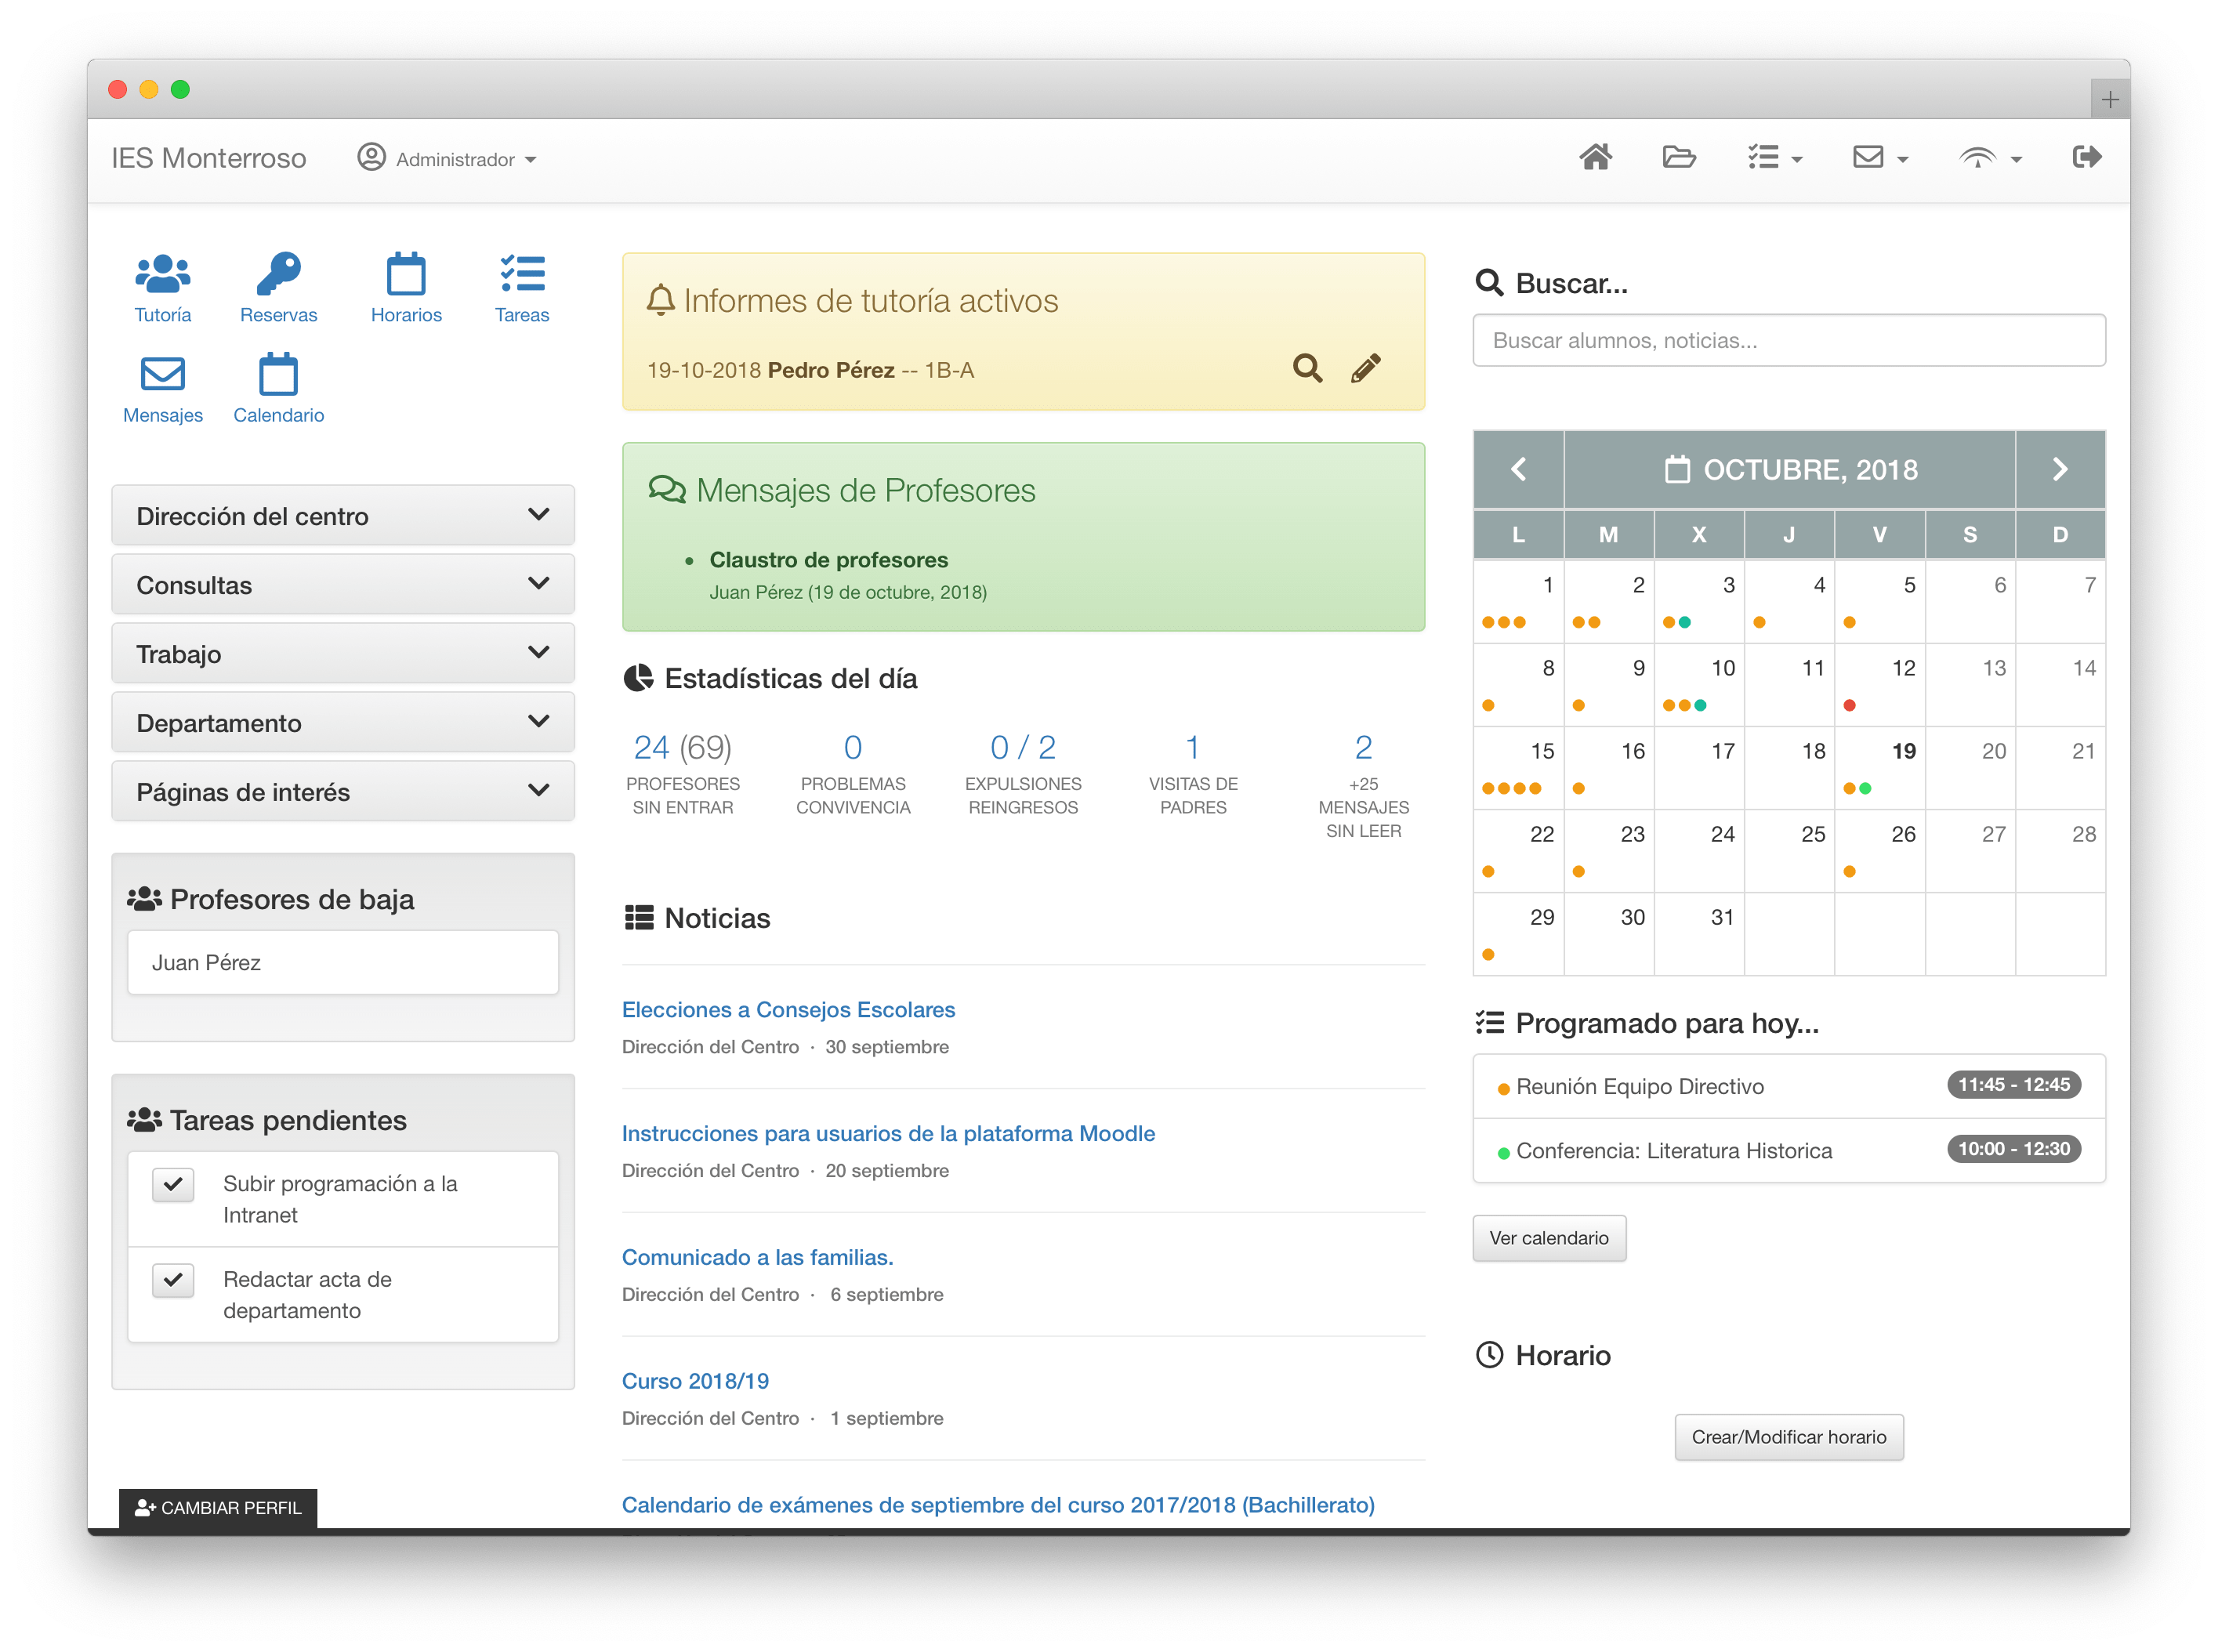 IES Monterroso
Administrador
Tutoría
Reservas
Horarios
Tareas
Mensajes
Calendario
Dirección del centro
Consultas
Trabajo
Departamento
Páginas de interés
Profesores de baja
Juan Pérez
Tareas pendientes
Subir programación a la
Intranet
Redactar acta de
departamento
CAMBIAR PERFIL
Informes de tutoría activos
19-10-2018 Pedro Pérez -- 1B-A
Mensajes de Profesores
• Claustro de profesores
Juan Pérez (19 de octubre, 2018)
Estadísticas del día
24 (69)
PROFESORES
SIN ENTRAR
0
PROBLEMAS
CONVIVENCIA
0 / 2
EXPULSIONES
REINGRESOS
1
VISITAS DE
PADRES
2
+25
MENSAJES
SIN LEER
Noticias
Elecciones a Consejos Escolares
Dirección del Centro · 30 septiembre
Instrucciones para usuarios de la plataforma Moodle
Dirección del Centro · 20 septiembre
Comunicado a las familias.
Dirección del Centro · 6 septiembre
Curso 2018/19
Dirección del Centro · 1 septiembre
Calendario de exámenes de septiembre del curso 2017/2018 (Bachillerato)
Buscar...
Buscar alumnos, noticias...
OCTUBRE, 2018
L M X J V S D
1 2 3 4 5 6 7
8 9 10 11 12 13 14
15 16 17 18 19 20 21
22 23 24 25 26 27 28
29 30 31
Programado para hoy...
Reunión Equipo Directivo 11:45 - 12:45
Conferencia: Literatura Historica 10:00 - 12:30
Ver calendario
Horario
Crear/Modificar horario